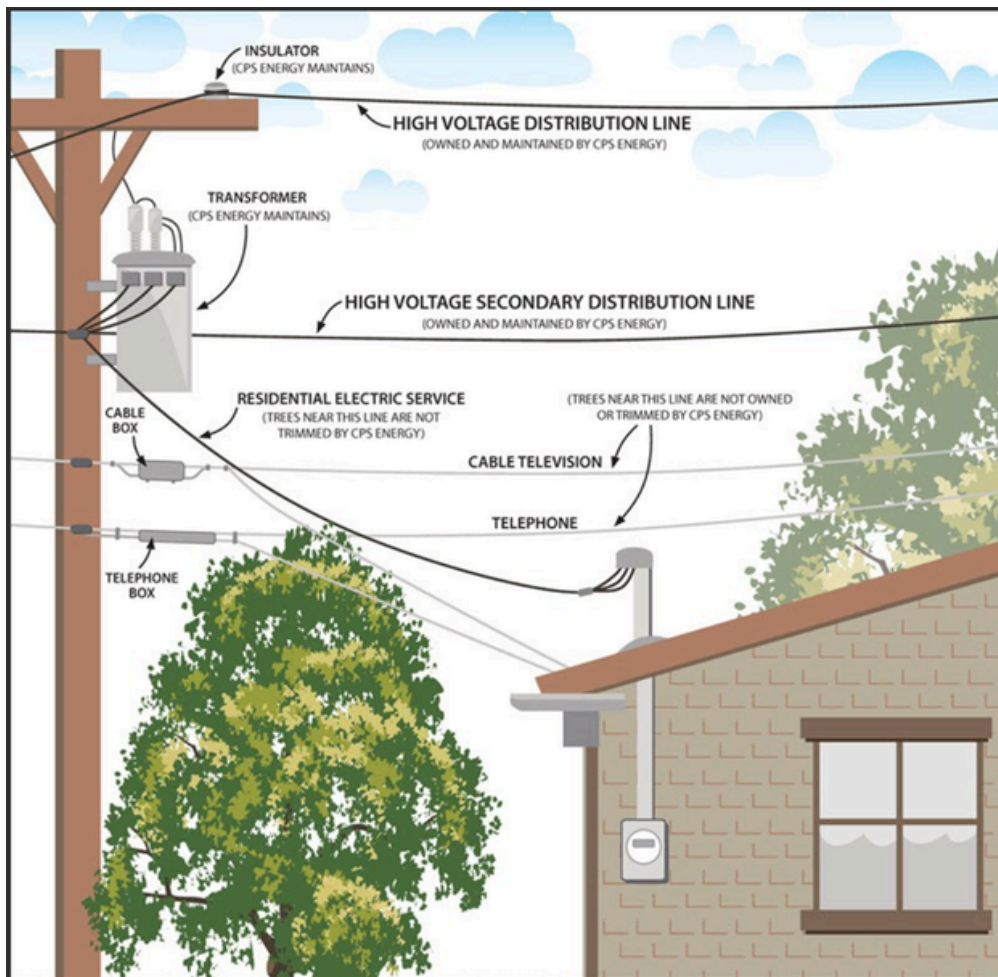 INSULATOR
(CPS ENERGY MAINTAINS)
HIGH VOLTAGE DISTRIBUTION LINE
(OWNED AND MAINTAINED BY CPS ENERGY)
TRANSFORMER
(CPS ENERGY MAINTAINS)
HIGH VOLTAGE SECONDARY DISTRIBUTION LINE
(OWNED AND MAINTAINED BY CPS ENERGY)
RESIDENTIAL ELECTRIC SERVICE
(TREES NEAR THIS LINE ARE NOT
TRIMMED BY CPS ENERGY)
(TREES NEAR THIS LINE ARE NOT OWNED
OR TRIMMED BY CPS ENERGY)
CABLE
BOX
CABLE TELEVISION
TELEPHONE
TELEPHONE
BOX